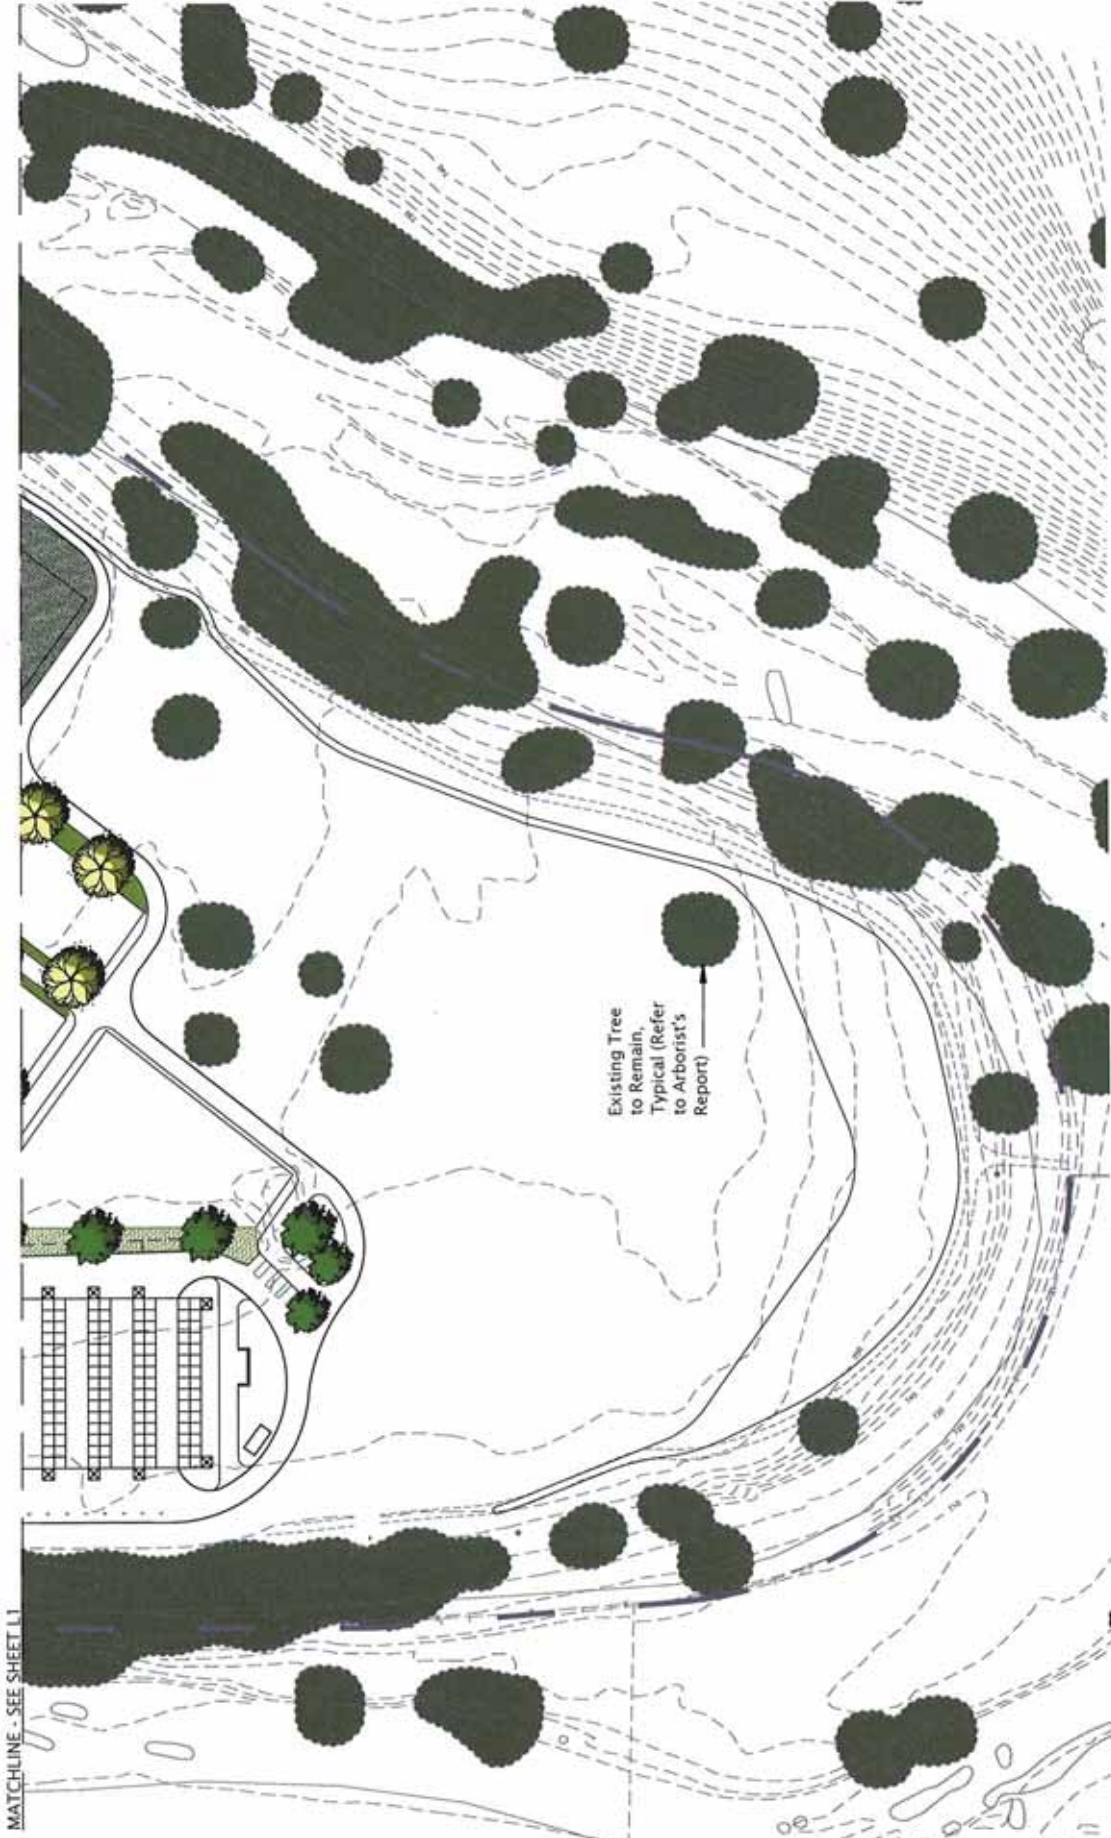 MATCHLINE - SEE SHEET L1
Existing Tree
to Remain,
Typical (Refer
to Arborist's
Report)